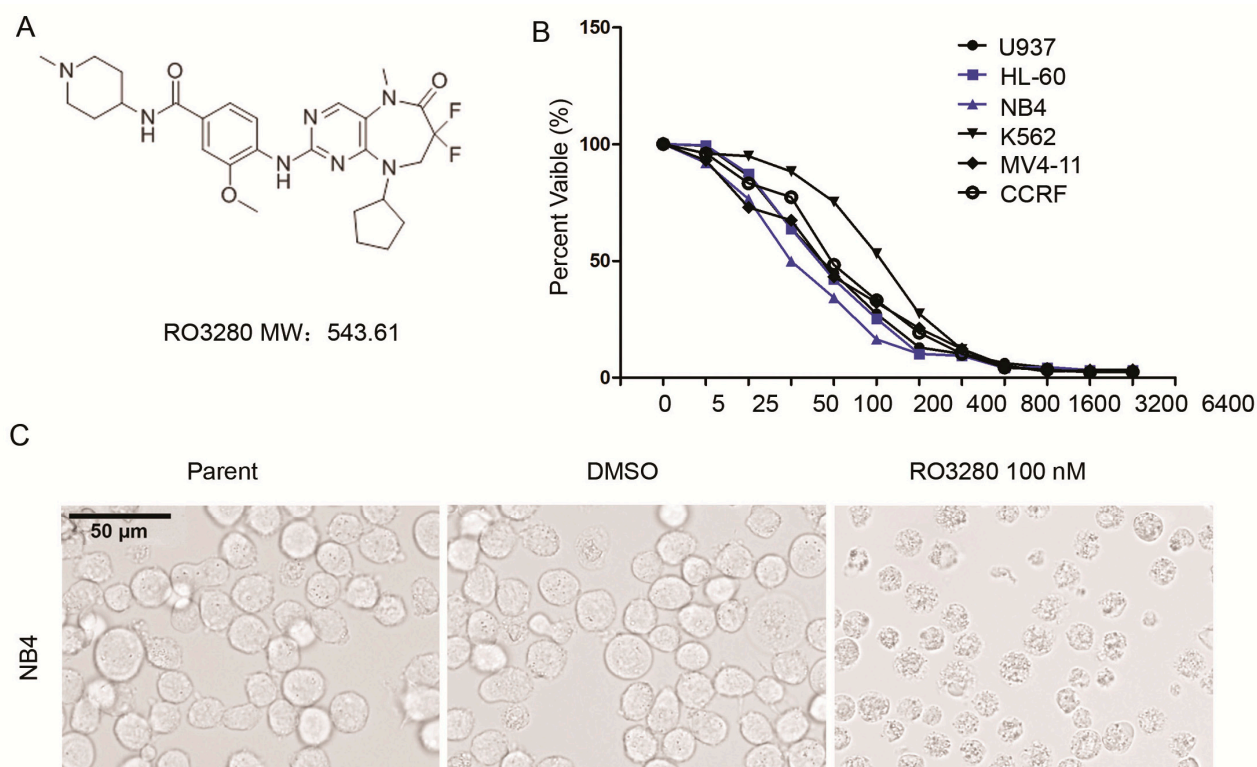 A
N
N
H
O
O
N
H
N
N
N
N
O
F
F
RO3280 MW：543.61
B
150
100
50
0
Percent Vaible (%)
U937
HL-60
NB4
K562
MV4-11
CCRF
0 5 25 50 100 200 400 800 1600 3200 6400
C
Parent
DMSO
RO3280 100 nM
50 µm
NB4